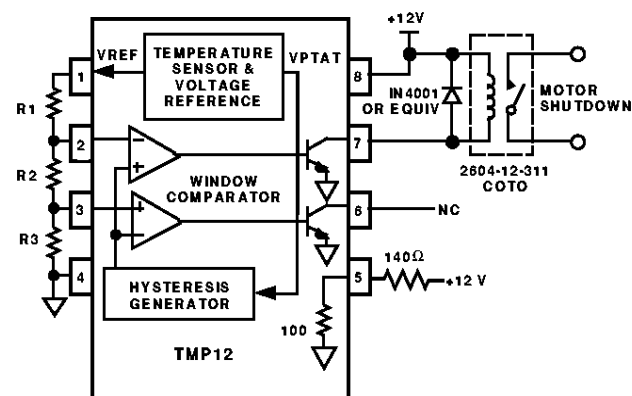 +12V
VREF
TEMPERATURE
SENSOR &
VOLTAGE
REFERENCE
VPTAT
1
8
R1
IN4001
OR EQUIV
MOTOR
SHUTDOWN
2
7
2604-12-311
COTO
R2
WINDOW
COMPARATOR
3
6
NC
R3
4
5
140Ω
+12 V
HYSTERESIS
GENERATOR
100
TMP12